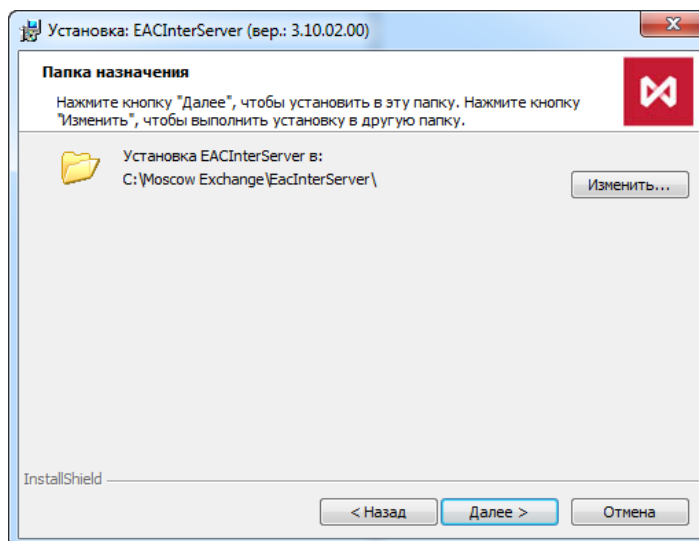 Установка: EACInterServer (вер.: 3.10.02.00)
Папка назначения
Нажмите кнопку "Далее", чтобы установить в эту папку. Нажмите кнопку
"Изменить", чтобы выполнить установку в другую папку.
Установка EACInterServer в:
C:\Moscow Exchange\EacInterServer\
Изменить...
InstallShield
< Назад
Далее >
Отмена